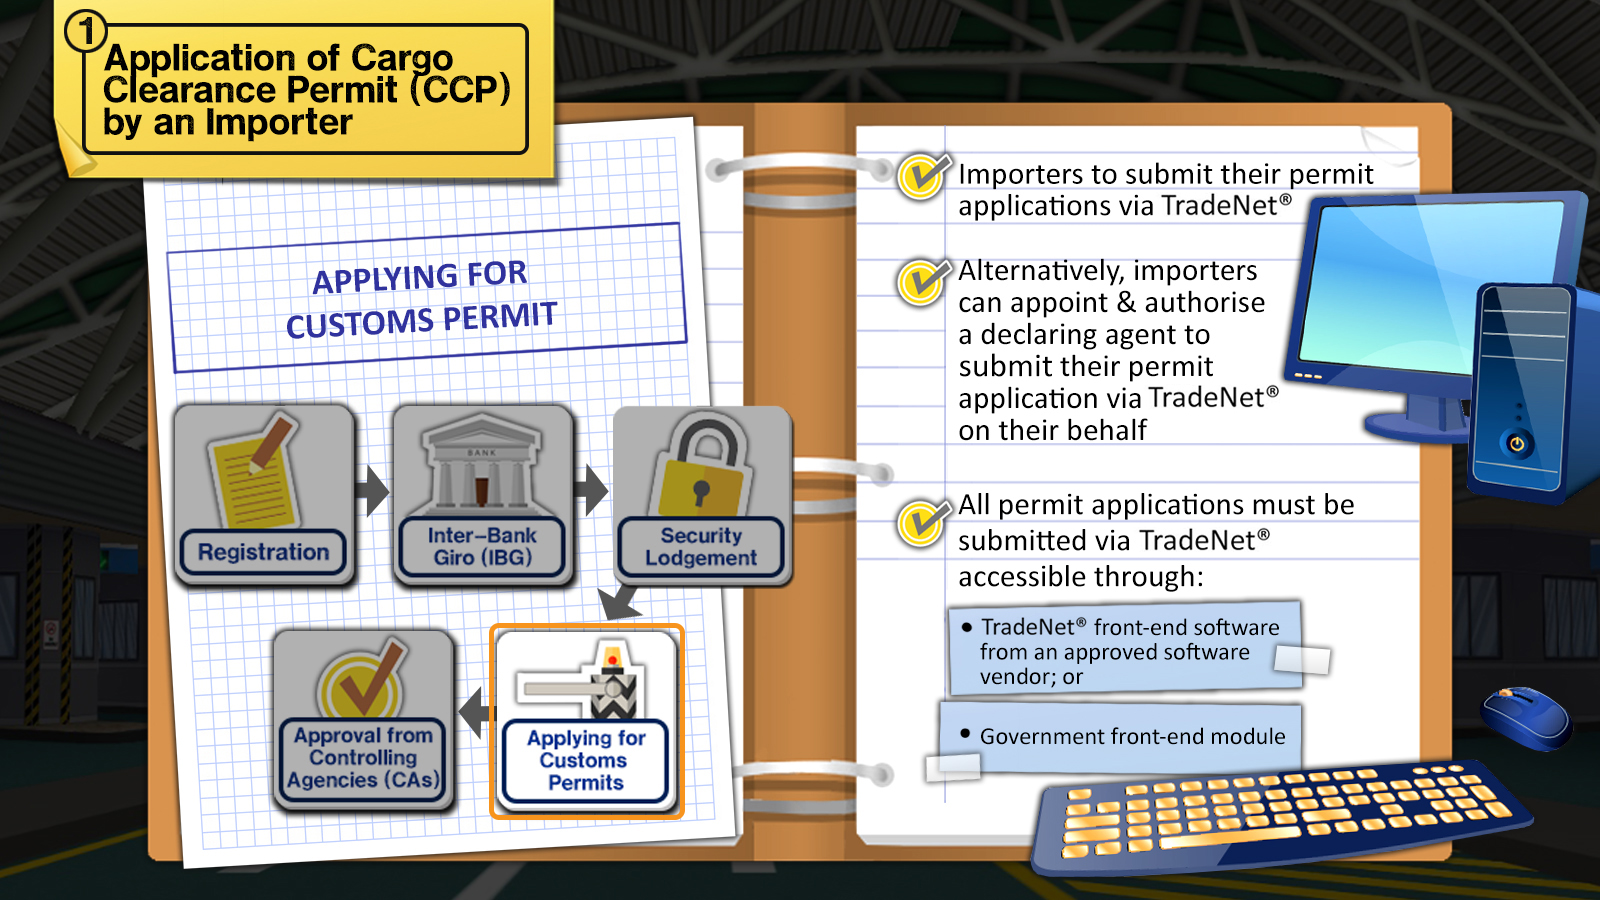 1
Application of Cargo
Clearance Permit (CCP)
by an Importer
APPLYING FOR
CUSTOMS PERMIT
Registration
BANK
Inter-Bank
Giro (IBG)
Security
Lodgement
Approval from
Controlling
Agencies (CAs)
Applying for
Customs
Permits
Importers to submit their permit
applications via TradeNet®
Alternatively, importers
can appoint & authorise
a declaring agent to
submit their permit
application via TradeNet®
on their behalf
All permit applications must be
submitted via TradeNet®
accessible through:
• TradeNet® front-end software
from an approved software
vendor; or
• Government front-end module